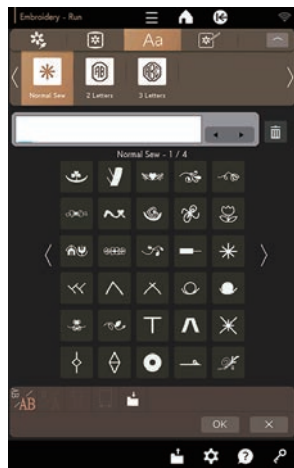 Embroidery - Run
Aa
Normal Sew 2 Letters 3 Letters
Normal Sew - 1 / 4
AB
OK